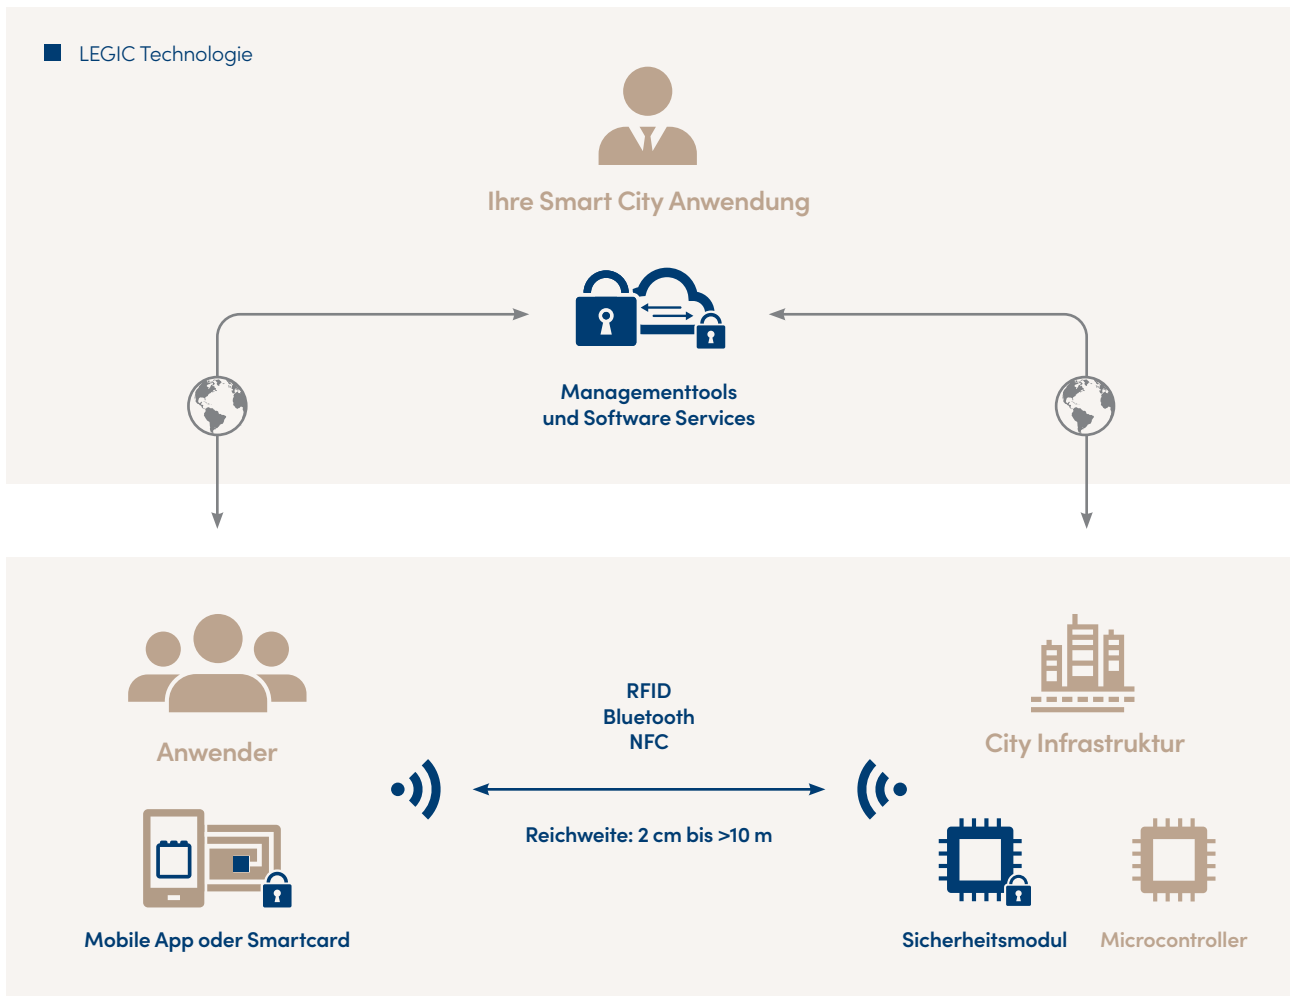 LEGIC Technologie
Ihre Smart City Anwendung
Managementtools
und Software Services
Anwender
RFID
Bluetooth
NFC
City Infrastruktur
Reichweite: 2 cm bis >10 m
Mobile App oder Smartcard
Sicherheitsmodul
Microcontroller